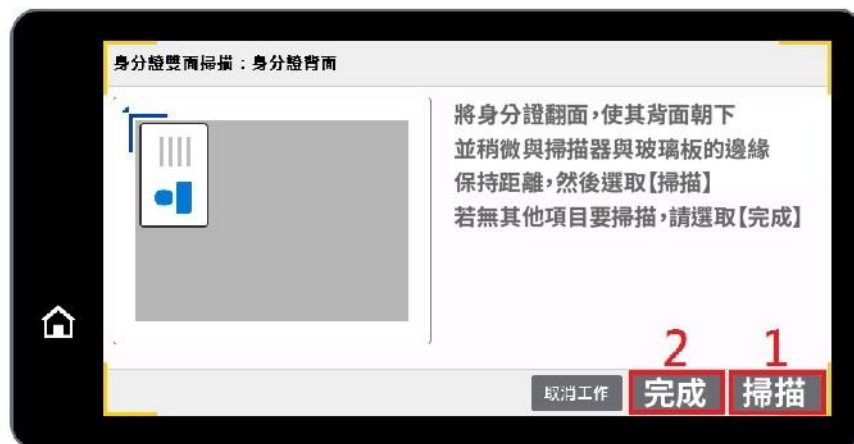 身分證雙面掃描：身分證背面
將身分證翻面，使其背面朝下
並稍微與掃描器與玻璃板的邊緣
保持距離，然後選取【掃描】
若無其他項目要掃描，請選取【完成】
2 1
取消工作 完成 掃描